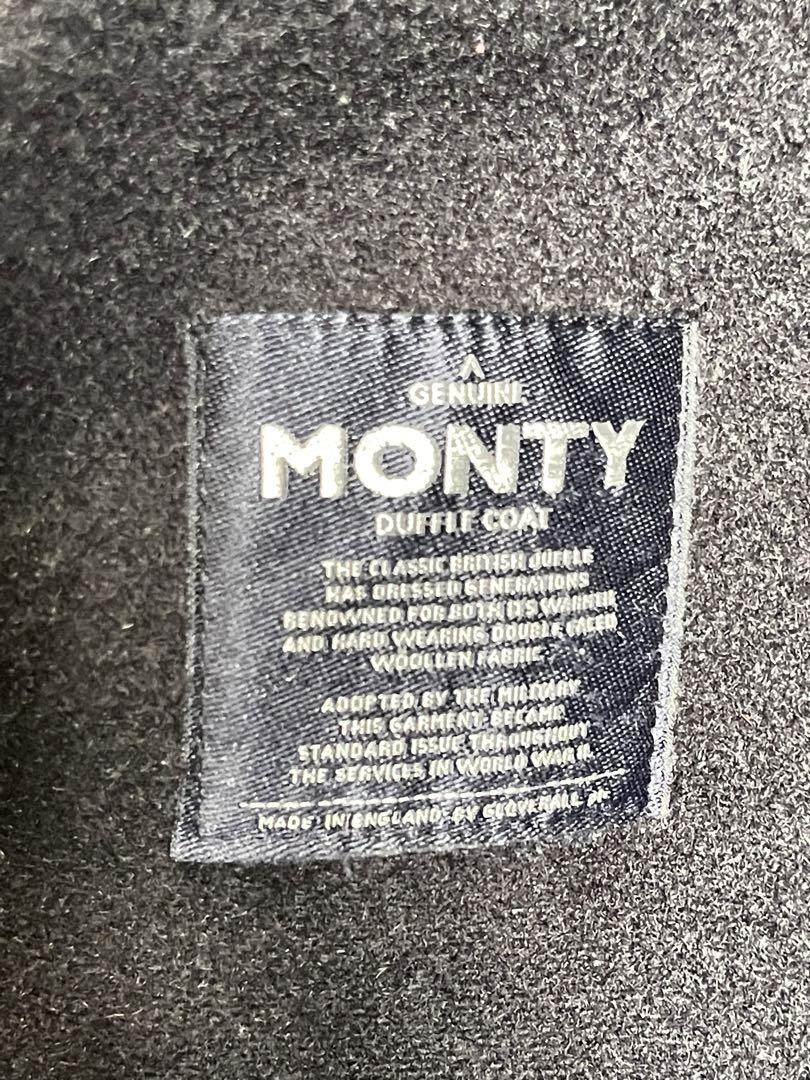 A
GENUINE
MONTY
DUFFLE COAT
THE CLASSIC BRITISH DUFFLE
HAS DRESSED GENERATIONS
RENOWNED FOR BOTH ITS WARMTH
AND HARD WEARING DOUBLE FACED
WOOLLEN FABRIC
ADOPTED BY THE MILITARY
THIS GARMENT BECAME
STANDARD ISSUE THROUGHOUT
THE SERVICES IN WORLD WAR II.
MADE IN ENGLAND BY GLOVERALL Plc